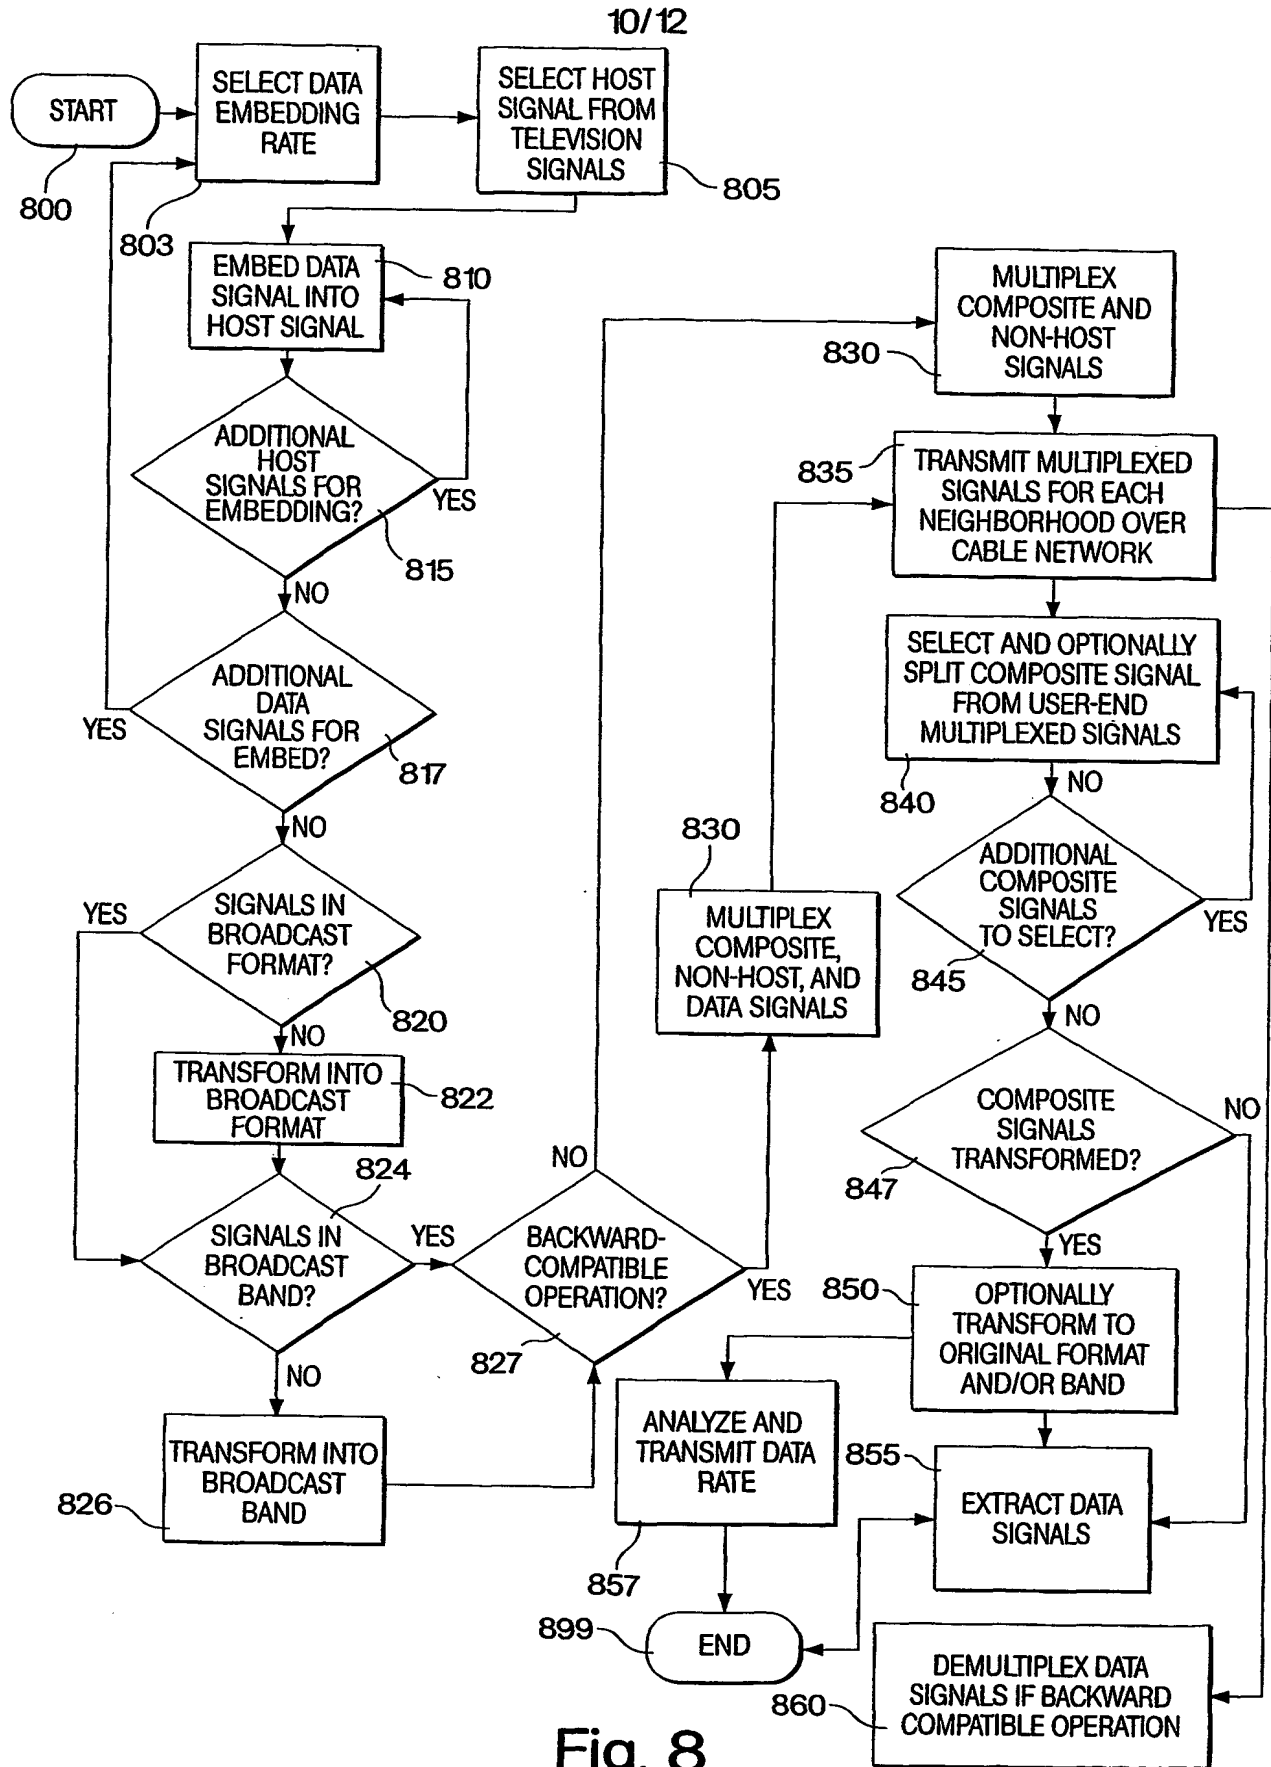 10/12
START
800
SELECT DATA
EMBEDDING
RATE
803
SELECT HOST
SIGNAL FROM
TELEVISION
SIGNALS
805
EMBED DATA
SIGNAL INTO
HOST SIGNAL
810
ADDITIONAL
HOST
SIGNALS FOR
EMBEDDING?
YES
815
NO
ADDITIONAL
DATA
SIGNALS FOR
EMBED?
YES
817
NO
SIGNALS IN
BROADCAST
FORMAT?
YES
820
NO
TRANSFORM INTO
BROADCAST
FORMAT
822
824
SIGNALS IN
BROADCAST
BAND?
YES
NO
TRANSFORM INTO
BROADCAST
BAND
826
BACKWARD-
COMPATIBLE
OPERATION?
NO
YES
827
830
MULTIPLEX
COMPOSITE,
NON-HOST, AND
DATA SIGNALS
MULTIPLEX
COMPOSITE AND
NON-HOST
SIGNALS
830
835
TRANSMIT MULTIPLEXED
SIGNALS FOR EACH
NEIGHBORHOOD OVER
CABLE NETWORK
SELECT AND OPTIONALLY
SPLIT COMPOSITE SIGNAL
FROM USER-END
MULTIPLEXED SIGNALS
840
NO
ADDITIONAL
COMPOSITE
SIGNALS
TO SELECT?
YES
845
NO
COMPOSITE
SIGNALS
TRANSFORMED?
NO
847
YES
850
OPTIONALLY
TRANSFORM TO
ORIGINAL FORMAT
AND/OR BAND
ANALYZE AND
TRANSMIT DATA
RATE
857
855
EXTRACT DATA
SIGNALS
899
END
860
DEMULTIPLEX DATA
SIGNALS IF BACKWARD
COMPATIBLE OPERATION
Fig. 8